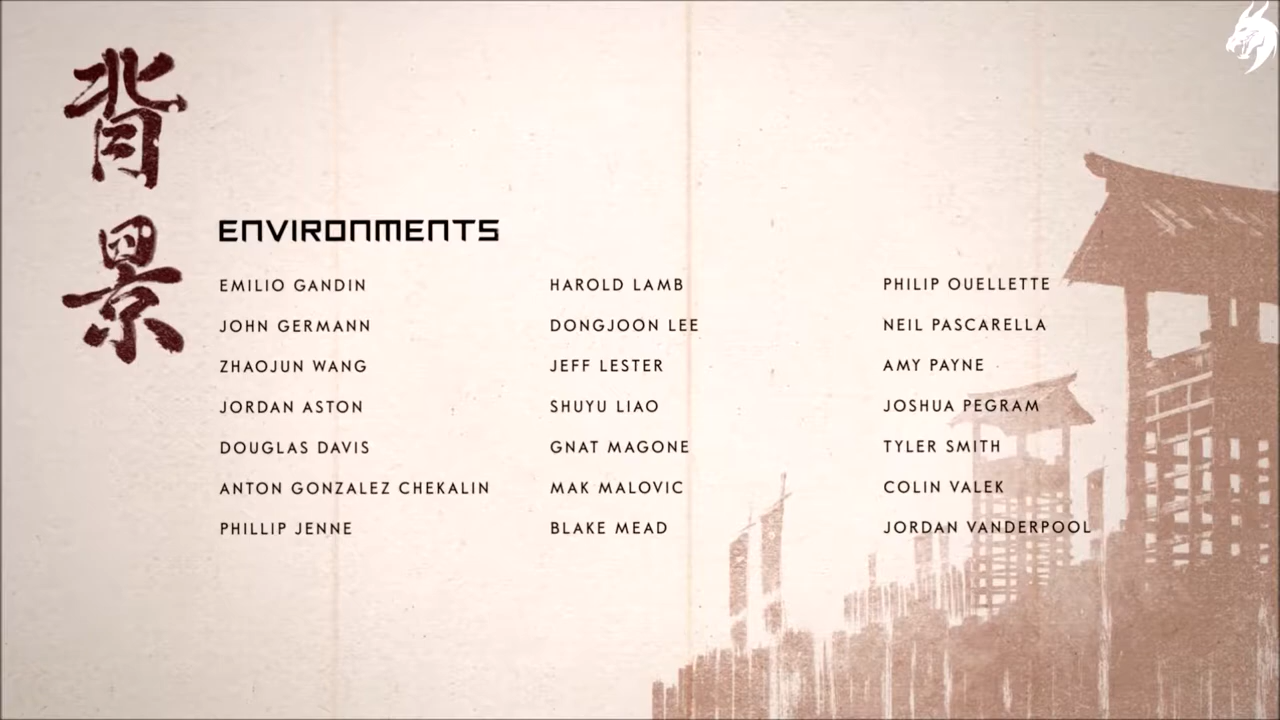 背景
ENVIRONMENTS
EMILIO GANDIN
JOHN GERMANN
ZHAOJUN WANG
JORDAN ASTON
DOUGLAS DAVIS
ANTON GONZALEZ CHEKALIN
PHILLIP JENNE
HAROLD LAMB
DONGJOON LEE
JEFF LESTER
SHUYU LIAO
GNAT MAGONE
MAK MALOVIC
BLAKE MEAD
PHILIP OUELLETTE
NEIL PASCARELLA
AMY PAYNE
JOSHUA PEGRAM
TYLER SMITH
COLIN VALEK
JORDAN VANDERPOOL